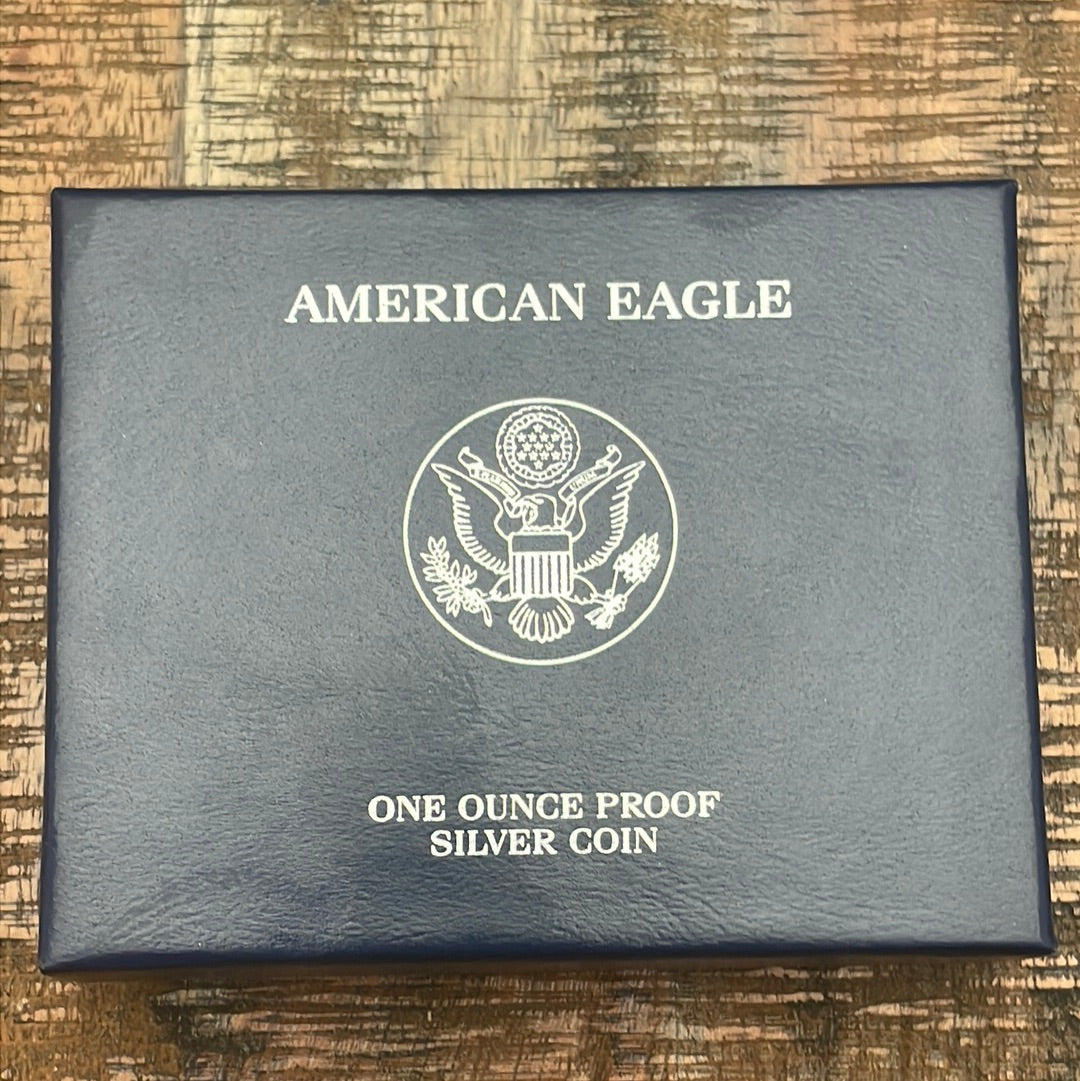 AMERICAN EAGLE
ONE OUNCE PROOF
SILVER COIN